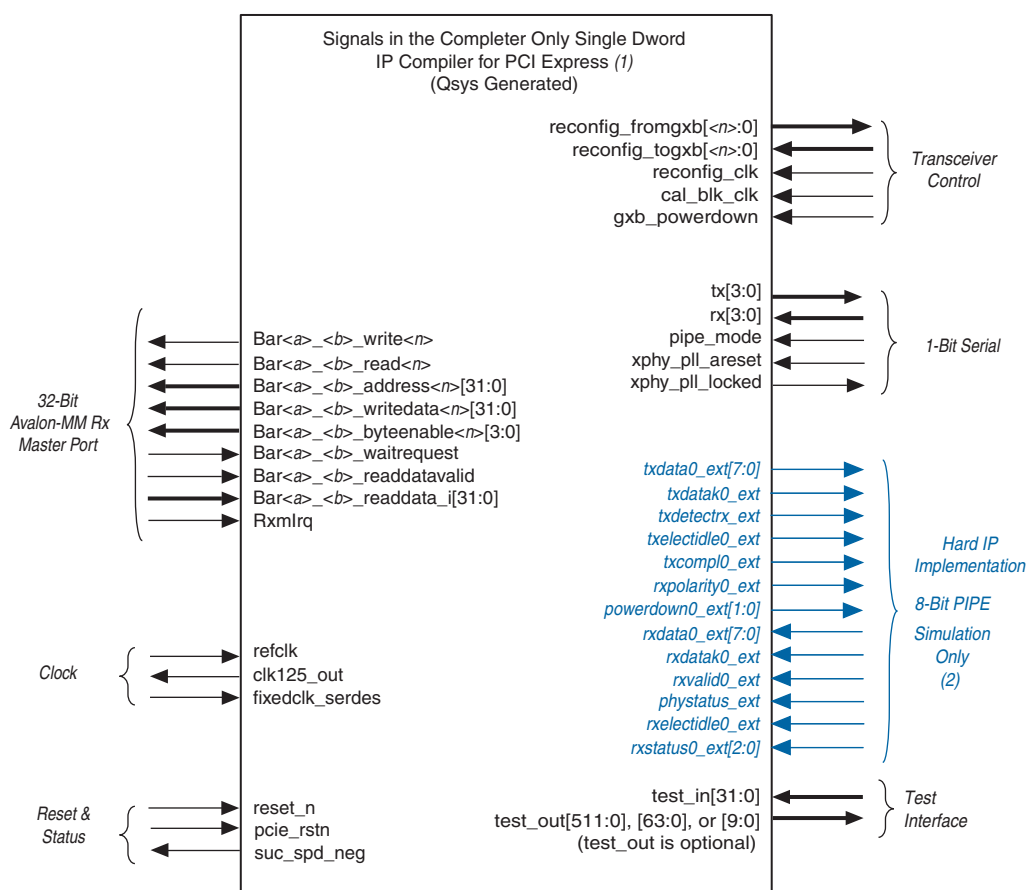 Signals in the Completer Only Single Dword
IP Compiler for PCI Express (1)
(Qsys Generated)
reconfig_fromgxb[<n>:0]
reconfig_togxb[<n>:0]
reconfig_clk
cal_blk_clk
gxb_powerdown
Transceiver
Control
tx[3:0]
rx[3:0]
pipe_mode
xphy_pll_areset
xphy_pll_locked
1-Bit Serial
32-Bit
Avalon-MM Rx
Master Port
Bar<a>_<b>_write<n>
Bar<a>_<b>_read<n>
Bar<a>_<b>_address<n>[31:0]
Bar<a>_<b>_writedata<n>[31:0]
Bar<a>_<b>_byteenable<n>[3:0]
Bar<a>_<b>_waitrequest
Bar<a>_<b>_readdatavalid
Bar<a>_<b>_readdata_i[31:0]
RxmIrq
txdata0_ext[7:0]
txdatak0_ext
txdetectrx_ext
txelectidle0_ext
txcompl0_ext
rxpolarity0_ext
powerdown0_ext[1:0]
rxdata0_ext[7:0]
rxdatak0_ext
rxvalid0_ext
phystatus_ext
rxelectidle0_ext
rxstatus0_ext[2:0]
Hard IP
Implementation
8-Bit PIPE
Simulation
Only
(2)
Clock
refclk
clk125_out
fixedclk_serdes
Reset &
Status
reset_n
pcie_rstn
suc_spd_neg
test_in[31:0]
test_out[511:0], [63:0], or [9:0]
(test_out is optional)
Test
Interface